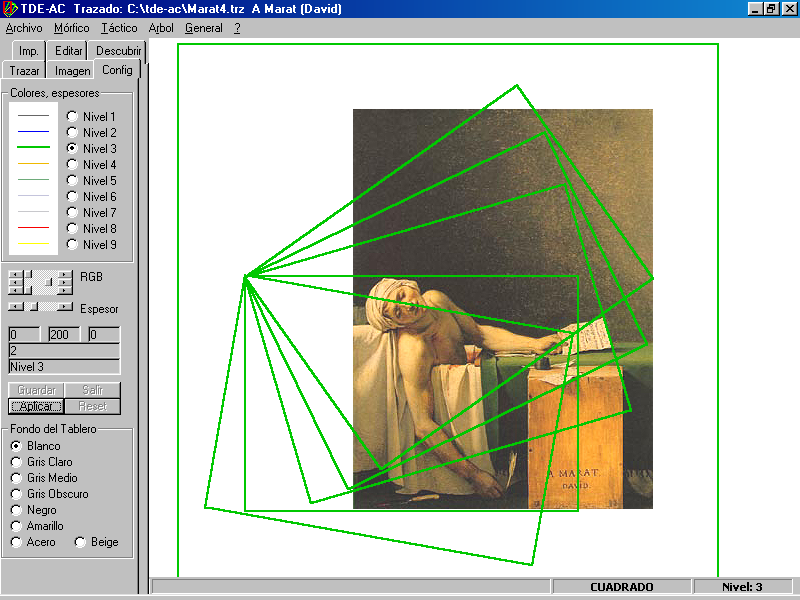 TDE-AC Trazado: C:\tde-ac\Marat4.trz A Marat (David)
Archivo Mórfico Táctico Arbol General ?
Imp. Editar Descubrir
Trazar Imagen Config
Colores, espesores
Nivel 1
Nivel 2
Nivel 3
Nivel 4
Nivel 5
Nivel 6
Nivel 7
Nivel 8
Nivel 9
RGB
Espesor
0 200 0
2
Nivel 3
Guardar Salir
Aplicar Reset
Fondo del Tablero
Blanco
Gris Claro
Gris Medio
Gris Obscuro
Negro
Amarillo
Acero Beige
A MARAT.
DAVID.
CUADRADO Nivel: 3